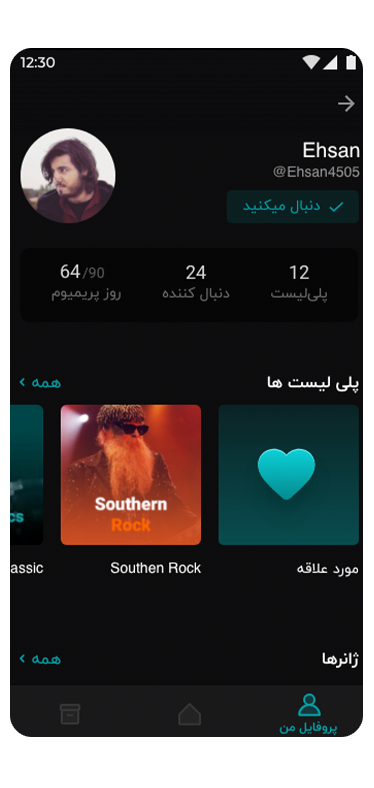 12:30
Ehsan
@Ehsan4505
دنبال میکنید
12
24
64/90
پلی‌لیست
دنبال کننده
روز پریمیوم
پلی لیست ها
همه
Southern
Rock
cs
مورد علاقه
Southen Rock
assic
ژانرها
همه
پروفایل من